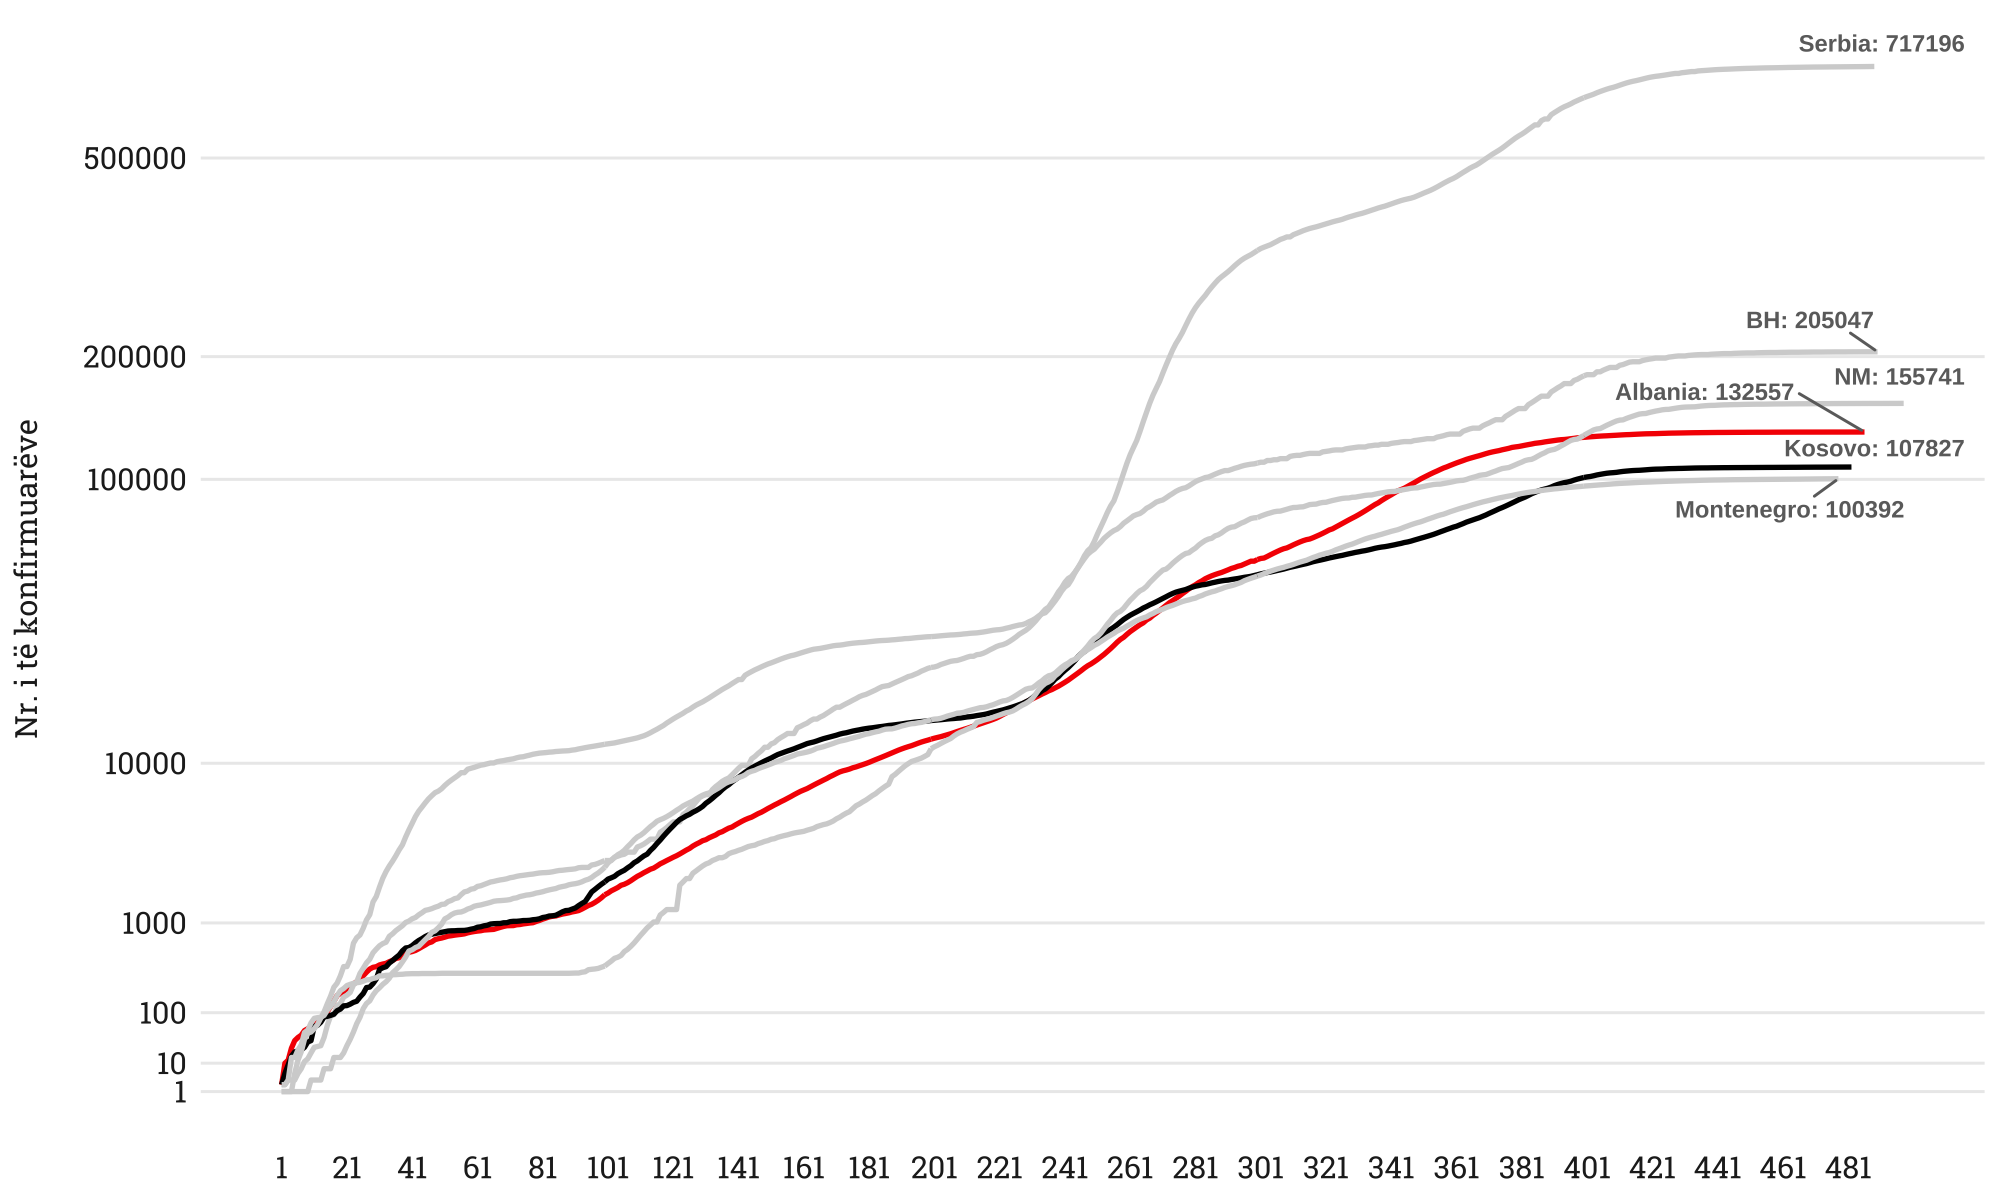 Serbia: 717196
500000
BH: 205047
200000
NM: 155741
Albania: 132557
Kosovo: 107827
100000
Montenegro: 100392
Nr. i të konfirmuarëve
10000
1000
100
10
1
1 21 41 61 81 101 121 141 161 181 201 221 241 261 281 301 321 341 361 381 401 421 441 461 481